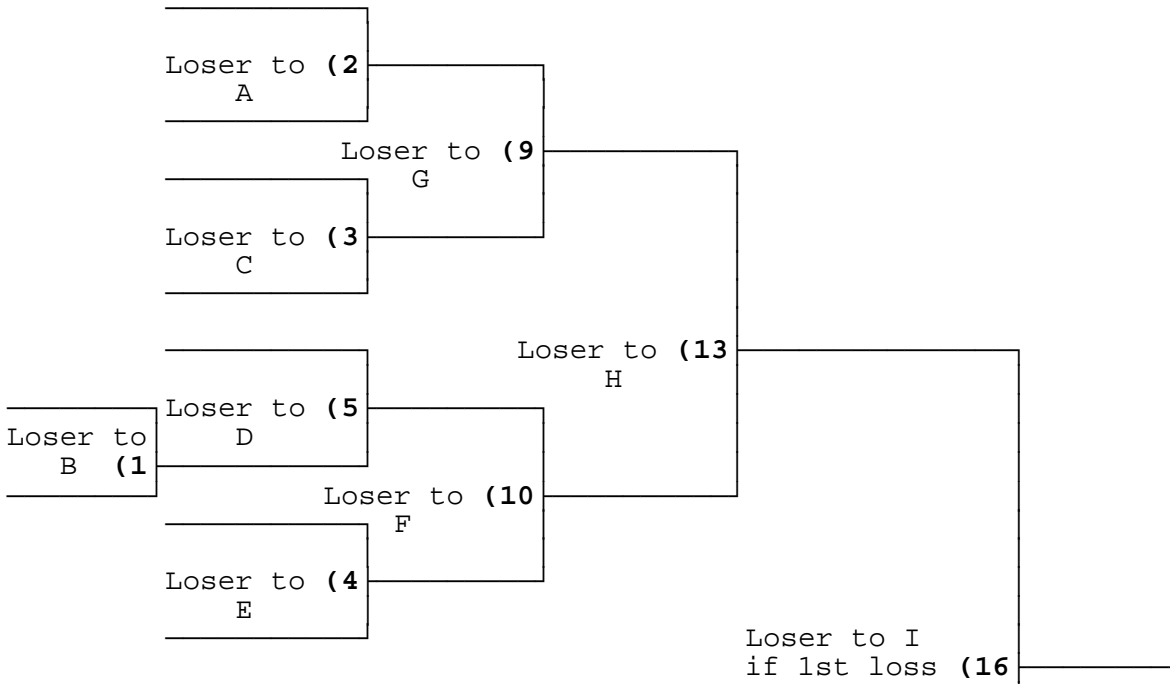 Loser to (2
A
Loser to (9
G
Loser to (3
C
Loser to (13
H
Loser to (5
D
Loser to
B (1
Loser to (10
F
Loser to (4
E
Loser to I
if 1st loss (16